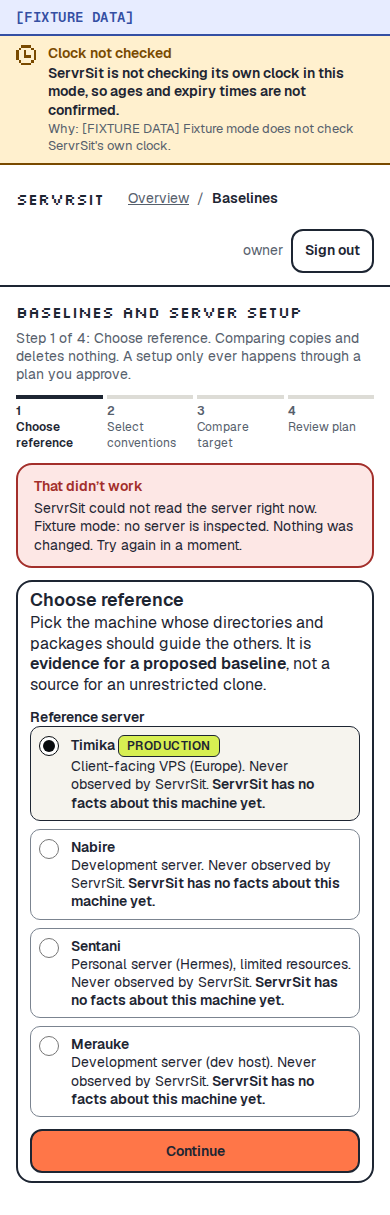 [FIXTURE DATA]
Clock not checked
ServrSit is not checking its own clock in this
mode, so ages and expiry times are not
confirmed.
Why: [FIXTURE DATA] Fixture mode does not check
ServrSit's own clock.
SERVRSIT Overview / Baselines
owner Sign out
BASELINES AND SERVER SETUP
Step 1 of 4: Choose reference. Comparing copies and
deletes nothing. A setup only ever happens through a
plan you approve.
1 2 3 4
Choose Select Compare Review plan
reference conventions target
That didn't work
ServrSit could not read the server right now.
Fixture mode: no server is inspected. Nothing was
changed. Try again in a moment.
Choose reference
Pick the machine whose directories and
packages should guide the others. It is
evidence for a proposed baseline, not a
source for an unrestricted clone.
Reference server
Timika PRODUCTION
Client-facing VPS (Europe). Never
observed by ServrSit. ServrSit has no
facts about this machine yet.
Nabire
Development server. Never observed by
ServrSit. ServrSit has no facts about this
machine yet.
Sentani
Personal server (Hermes), limited resources.
Never observed by ServrSit. ServrSit has
no facts about this machine yet.
Merauke
Development server (dev host). Never
observed by ServrSit. ServrSit has no
facts about this machine yet.
Continue